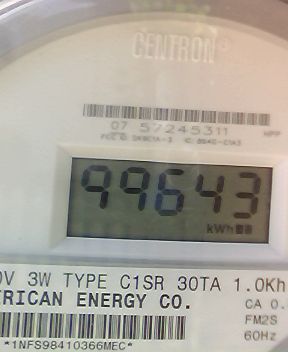 CENTRON®
07 57245311
99643
kWh
0V 3W TYPE C1SR 30TA 1.0Kh
ERICAN ENERGY CO. CA 0.
FM2S
60Hz
*1NFS98410366MEC*